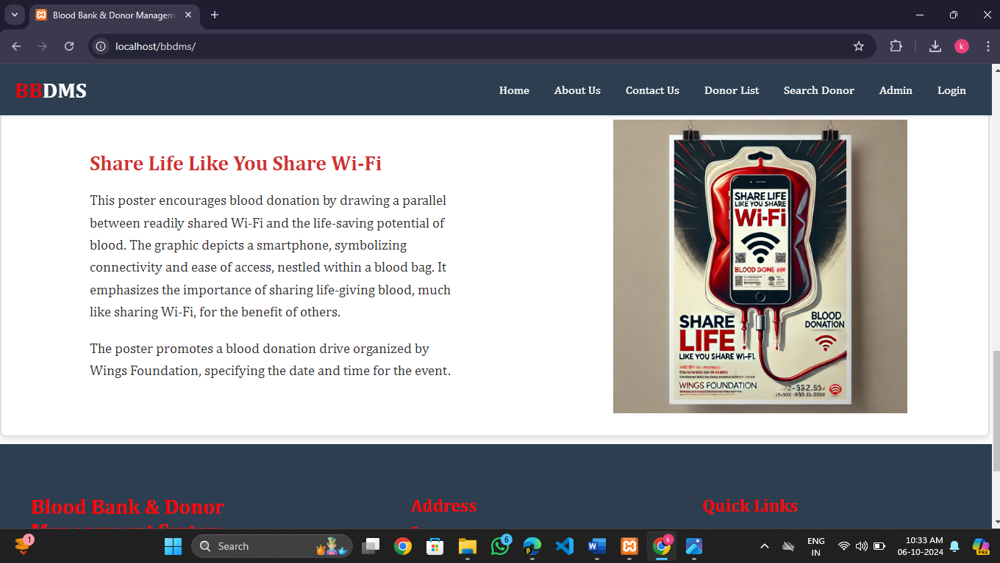 Blood Bank & Donor Managem
localhost/bbdms/
k
BBDMS
Home About Us Contact Us Donor List Search Donor Admin Login
Share Life Like You Share Wi-Fi
This poster encourages blood donation by drawing a parallel
between readily shared Wi-Fi and the life-saving potential of
blood. The graphic depicts a smartphone, symbolizing
connectivity and ease of access, nestled within a blood bag. It
emphasizes the importance of sharing life-giving blood, much
like sharing Wi-Fi, for the benefit of others.
The poster promotes a blood donation drive organized by
Wings Foundation, specifying the date and time for the event.
SHARE LIFE
LIKE YOU SHARE
Wi-Fi
BLOOD DONE
SHARE
LIFE
LIKE YOU SHARE WI-FI.
BLOOD
DONATION
WINGS FOUNDATION
Blood Bank & Donor
Management System
Address
Quick Links
1
Search
6
k
ENG
IN
10:33 AM
06-10-2024
PRE